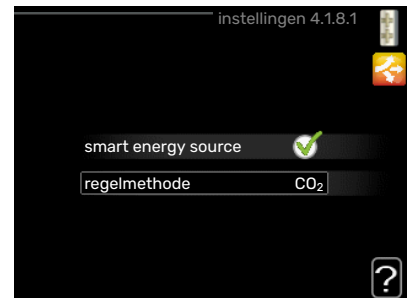 instellingen 4.1.8.1
smart energy source
regelmethode CO₂
?